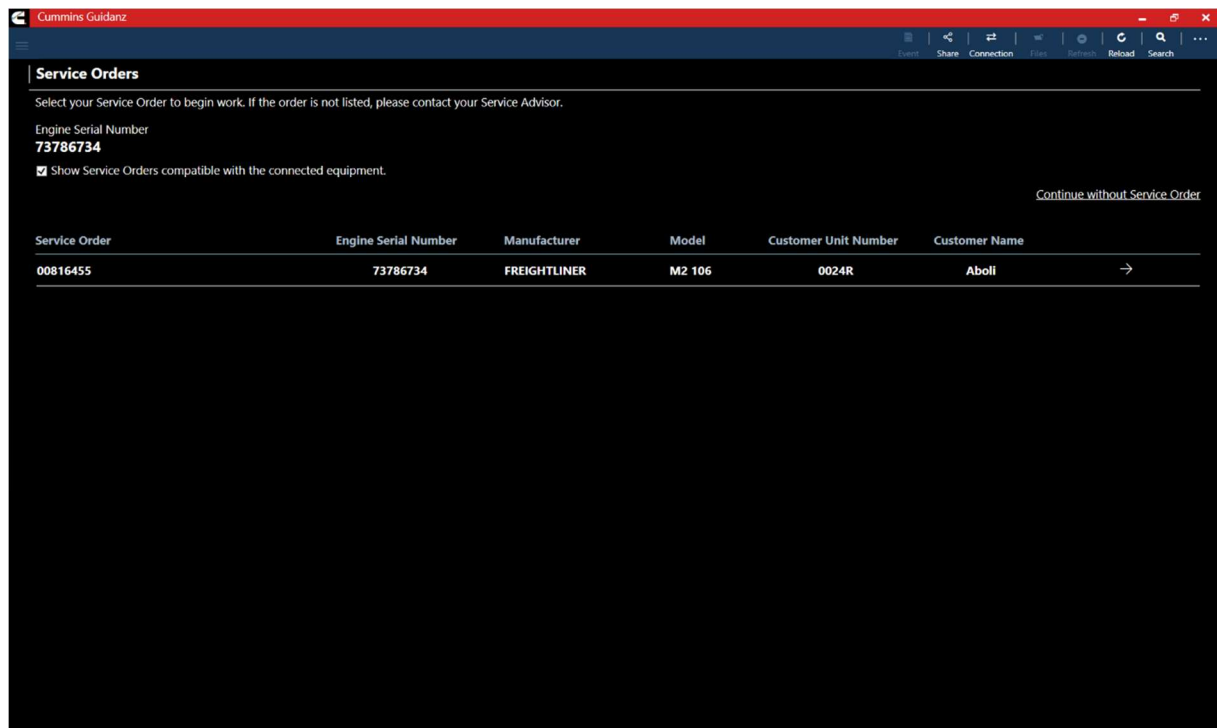 Cummins Guidanz
Event
Share
Connection
Files
Refresh
Reload
Search
Service Orders
Select your Service Order to begin work. If the order is not listed, please contact your Service Advisor.
Engine Serial Number
73786734
Show Service Orders compatible with the connected equipment.
Continue without Service Order
Service Order Engine Serial Number Manufacturer Model Customer Unit Number Customer Name
00816455 73786734 FREIGHTLINER M2 106 0024R Aboli